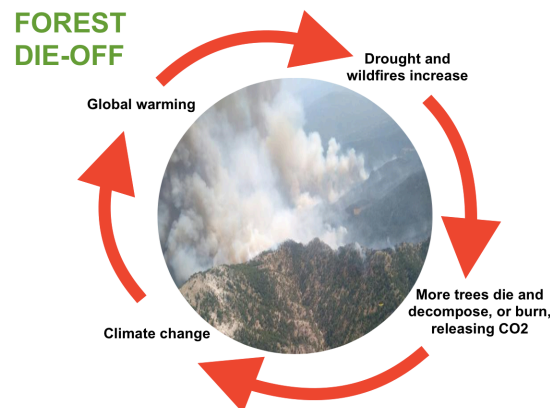 FOREST
DIE-OFF
Drought and
wildfires increase
Global warming
More trees die and
decompose, or burn,
releasing CO2
Climate change